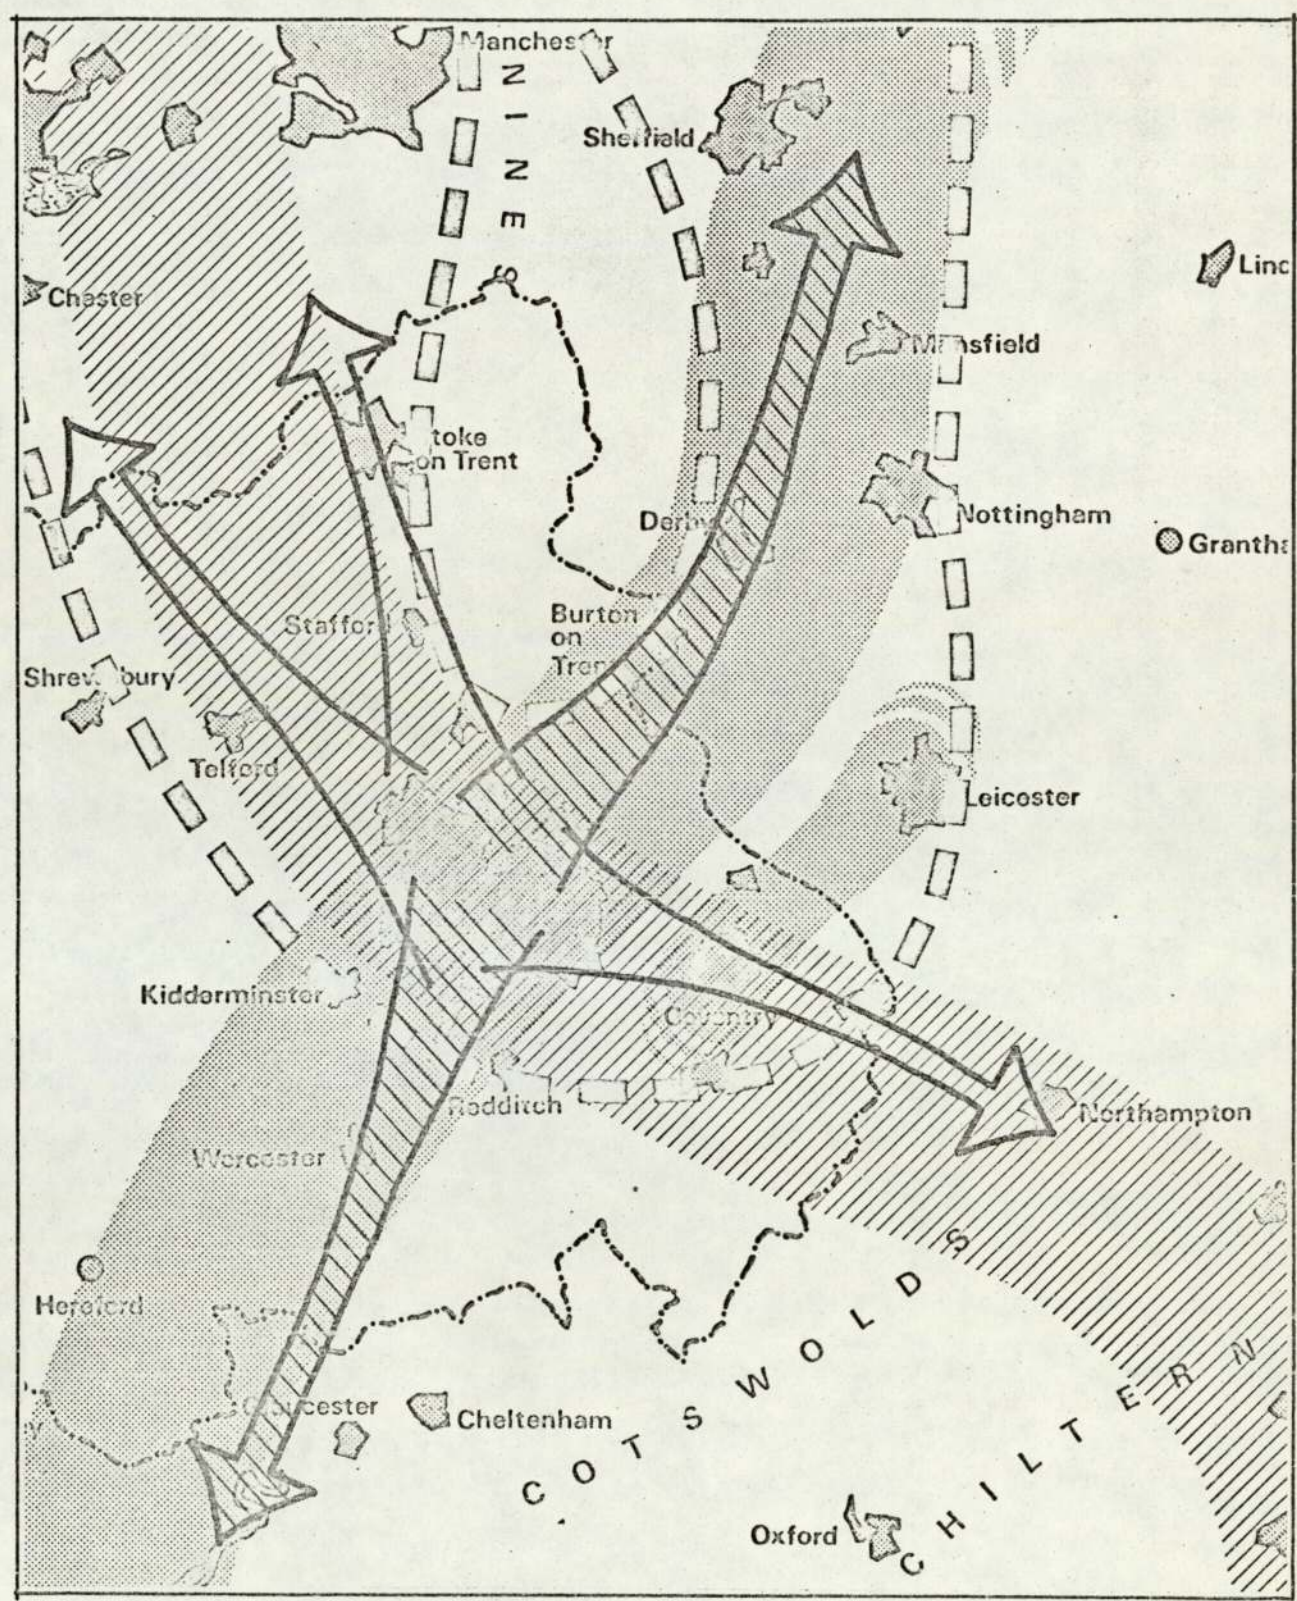 Manchester
NINES
Sheffield
Linc
Chester
Mansfield
Stoke
on Trent
Derby
Nottingham
Grantha
Stafford
Burton
on
Trent
Shrewsbury
Telford
Leicester
Kidderminster
Coventry
Redditch
Northampton
Worcester
Hereford
COTSWOLDS
CHILTERN
Gloucester
Cheltenham
y
Oxford